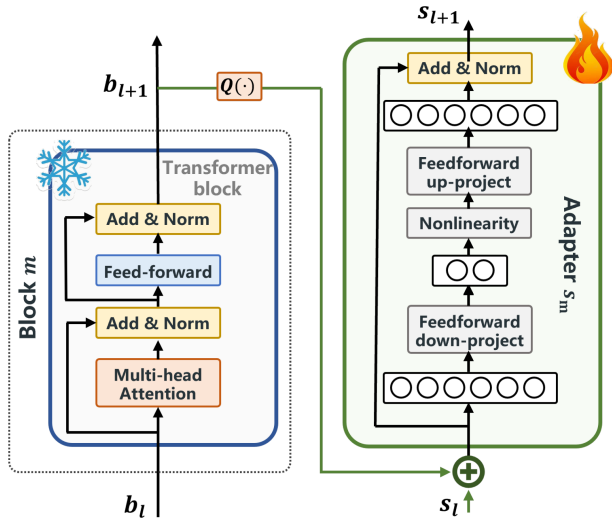 b_{l+1}
Q(·)
Transformer
block
Add & Norm
Feed-forward
Add & Norm
Multi-head
Attention
Block m
b_l
s_{l+1}
Add & Norm
Feedforward
up-project
Nonlinearity
Feedforward
down-project
Adapter s_m
s_l